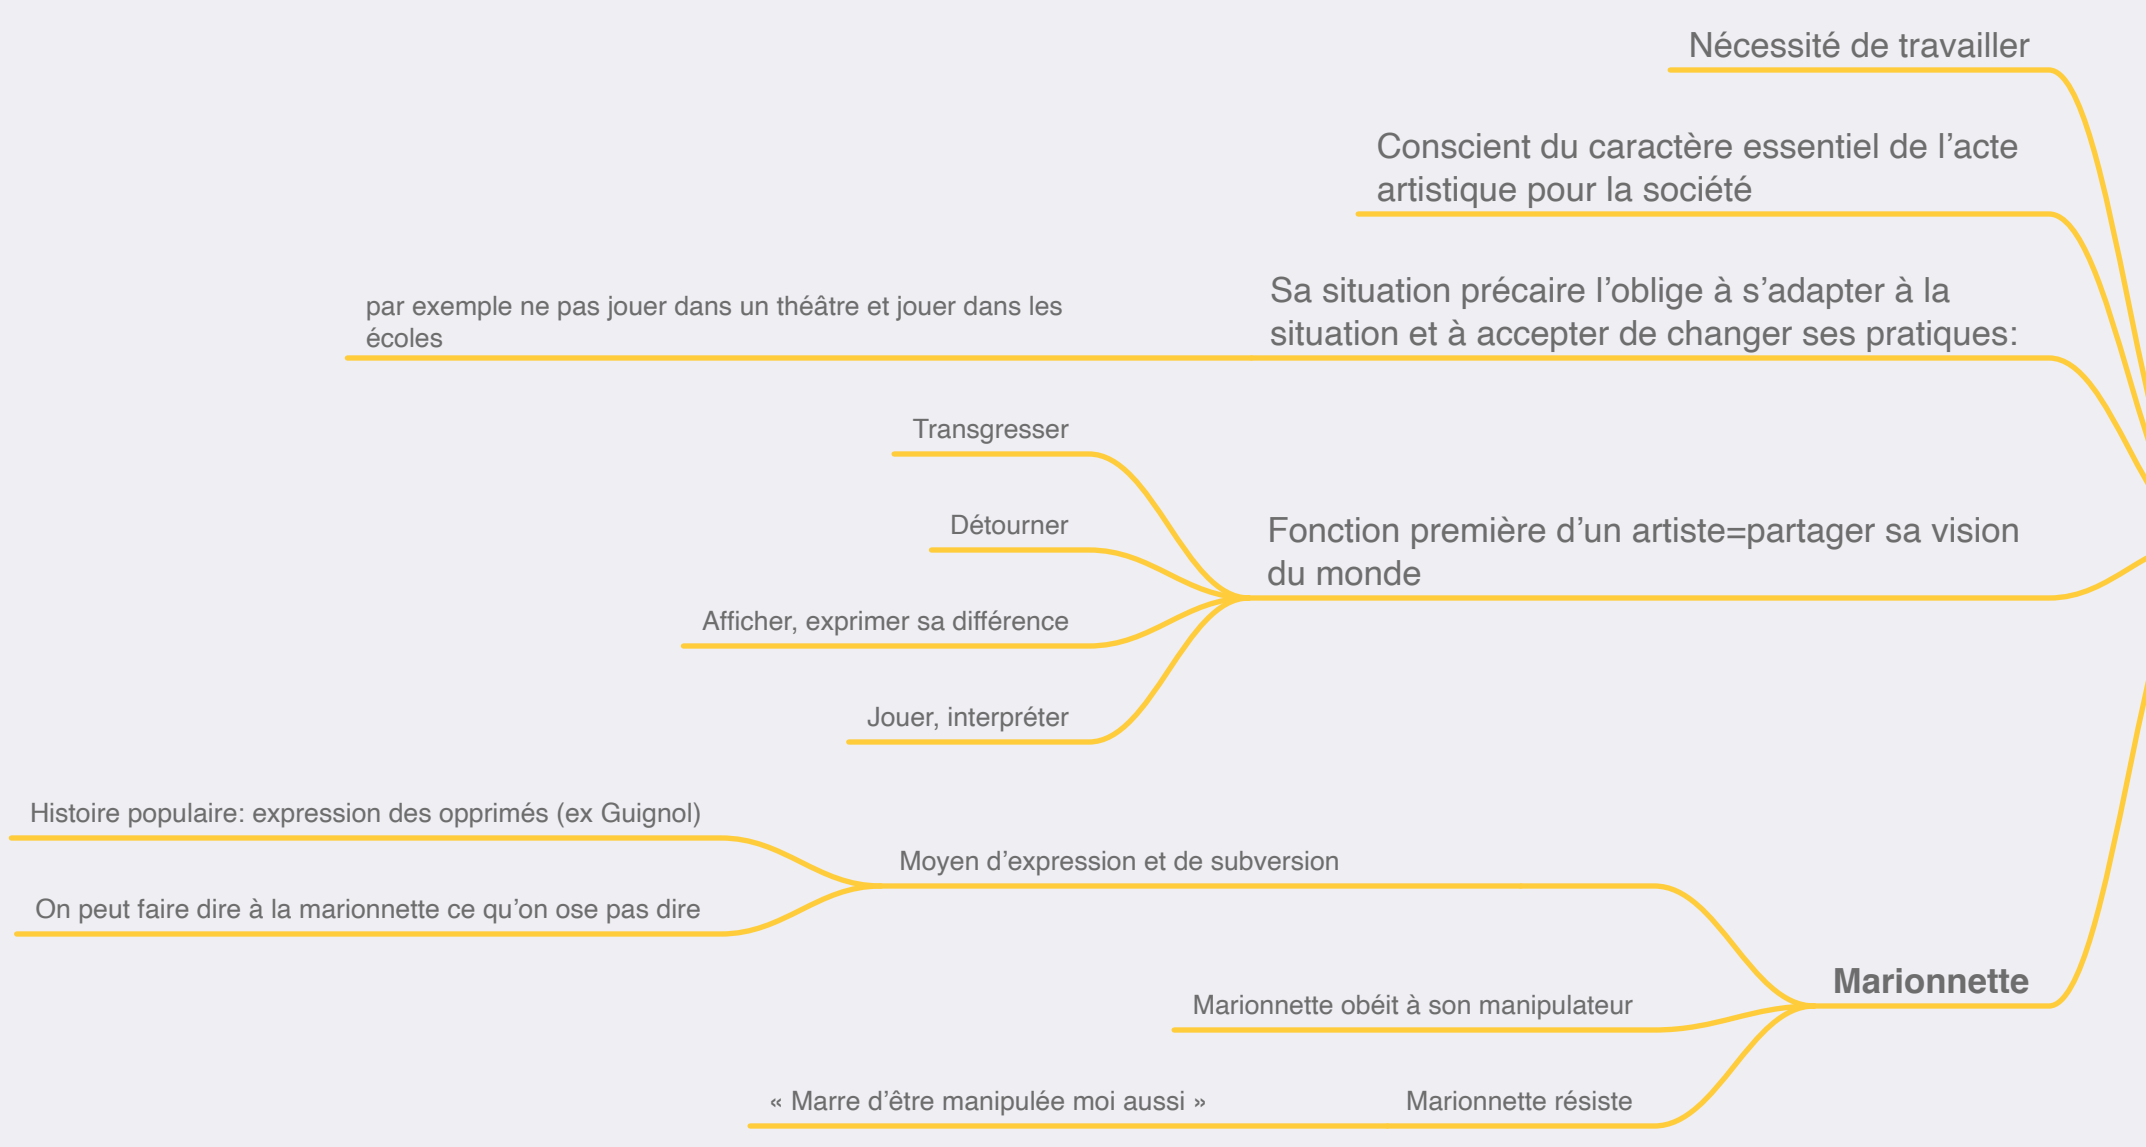 Nécessité de travailler
Conscient du caractère essentiel de l’acte
artistique pour la société
Sa situation précaire l’oblige à s’adapter à la
situation et à accepter de changer ses pratiques:
par exemple ne pas jouer dans un théâtre et jouer dans les
écoles
Fonction première d’un artiste=partager sa vision
du monde
Transgresser
Détourner
Afficher, exprimer sa différence
Jouer, interpréter
Marionnette
Moyen d’expression et de subversion
Histoire populaire: expression des opprimés (ex Guignol)
On peut faire dire à la marionnette ce qu’on ose pas dire
Marionnette obéit à son manipulateur
Marionnette résiste
« Marre d’être manipulée moi aussi »